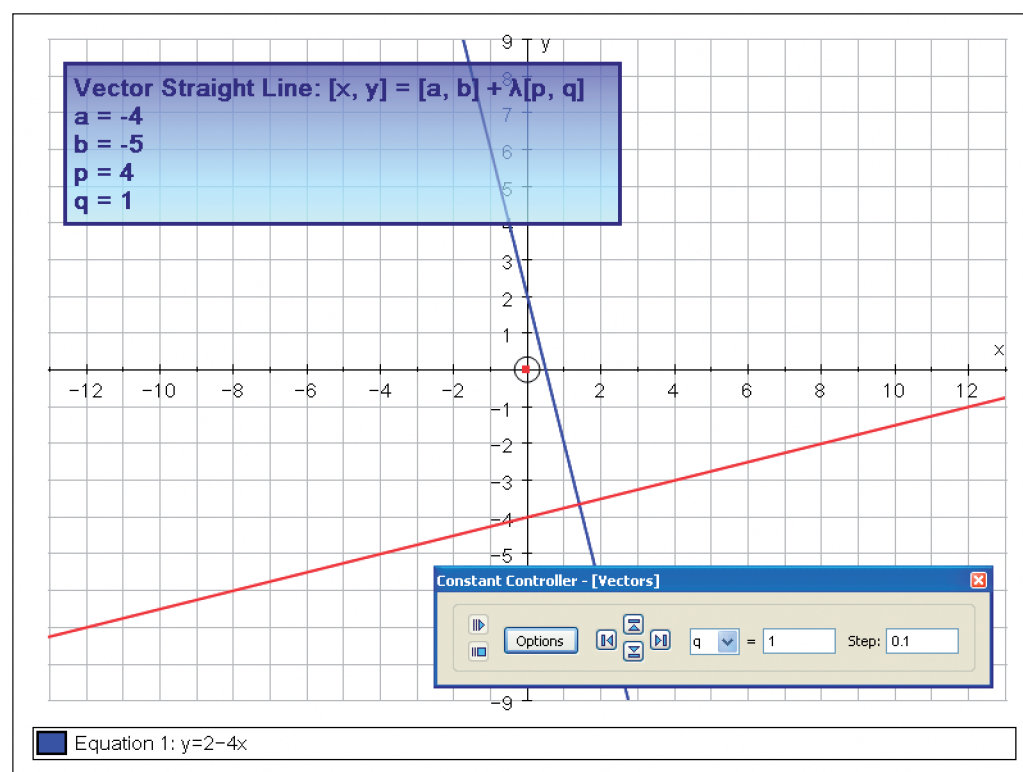 9 y
Vector Straight Line: [x, y] = [a, b] + λ[p, q]
8
a = -4
7
b = -5
6
p = 4
5
q = 1
4
3
2
1
x
−12 −10 −8 −6 −4 −2 2 4 6 8 10 12
−1
−2
−3
−4
−5
Constant Controller - [Vectors]
Options q = 1 Step: 0.1
−9
Equation 1: y=2−4x